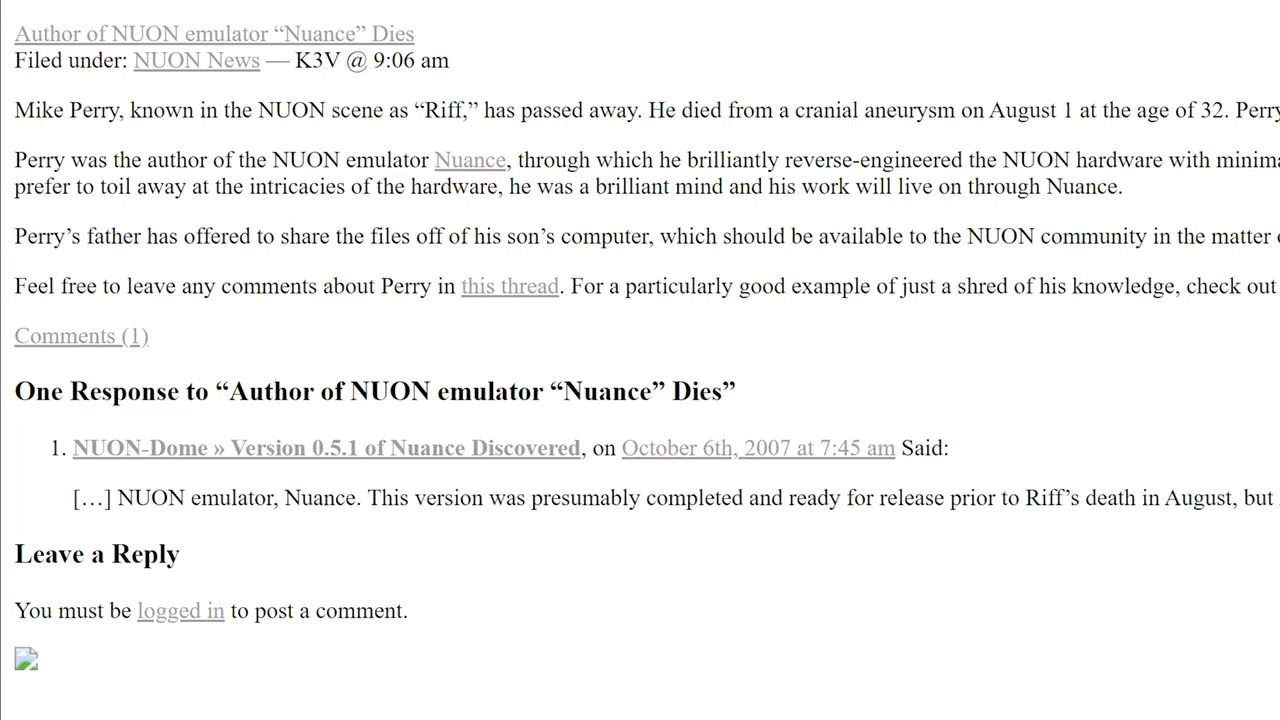 Author of NUON emulator “Nuance” Dies
Filed under: NUON News — K3V @ 9:06 am
Mike Perry, known in the NUON scene as “Riff,” has passed away. He died from a cranial aneurysm on August 1 at the age of 32. Perry
Perry was the author of the NUON emulator Nuance, through which he brilliantly reverse-engineered the NUON hardware with
prefer to toil away at the intricacies of the hardware, he was a brilliant mind and his work will live on through Nuance.
Perry’s father has offered to share the files off of his son’s computer, which should be available to the NUON community in the matter
Feel free to leave any comments about Perry in this thread. For a particularly good example of just a shred of his knowledge, check out
Comments (1)
One Response to “Author of NUON emulator “Nuance” Dies”
1. NUON-Dome » Version 0.5.1 of Nuance Discovered, on October 6th, 2007 at 7:45 am Said:
[…] NUON emulator, Nuance. This version was presumably completed and ready for release prior to Riff’s death in August, but
Leave a Reply
You must be logged in to post a comment.